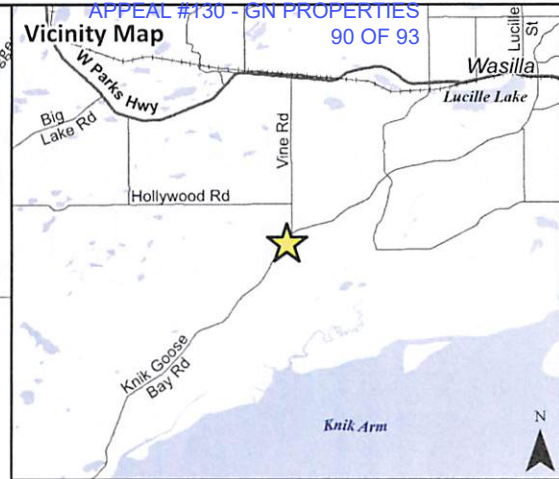 APPEAL #130 - GN PROPERTIES
90 OF 93
Vicinity Map
Lucille
St
Wasilla
Lucille Lake
W Parks Hwy
Big
Lake Rd
Vine Rd
Hollywood Rd
Knik Goose
Bay Rd
Knik Arm
N